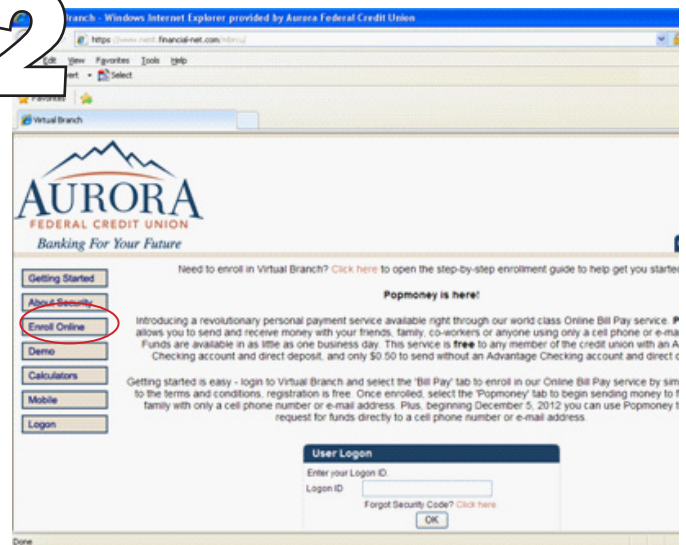 2
ranch - Windows Internet Explorer provided by Aurora Federal Credit Union
https://www.netit.financial-net.com/nbrcu/
Edit View Favorites Tools Help
Select
Favorites
Virtual Branch
AURORA
FEDERAL CREDIT UNION
Banking For Your Future
Need to enroll in Virtual Branch? Click here to open the step-by-step enrollment guide to help get you started
Popmoney is here!
Introducing a revolutionary personal payment service available right through our world class Online Bill Pay service. P
allows you to send and receive money with your friends, family, co-workers or anyone using only a cell phone or e-ma
Funds are available in as little as one business day. This service is free to any member of the credit union with an A
Checking account and direct deposit, and only $0.50 to send without an Advantage Checking account and direct d
Getting started is easy - login to Virtual Branch and select the 'Bill Pay' tab to enroll in our Online Bill Pay service by sim
to the terms and conditions, registration is free. Once enrolled, select the 'Popmoney' tab to begin sending money to f
family with only a cell phone number or e-mail address. Plus, beginning December 5, 2012 you can use Popmoney t
request for funds directly to a cell phone number or e-mail address.
Getting Started
About Security
Enroll Online
Demo
Calculators
Mobile
Logon
User Logon
Enter your Logon ID.
Logon ID
Forgot Security Code? Click here.
OK
Done